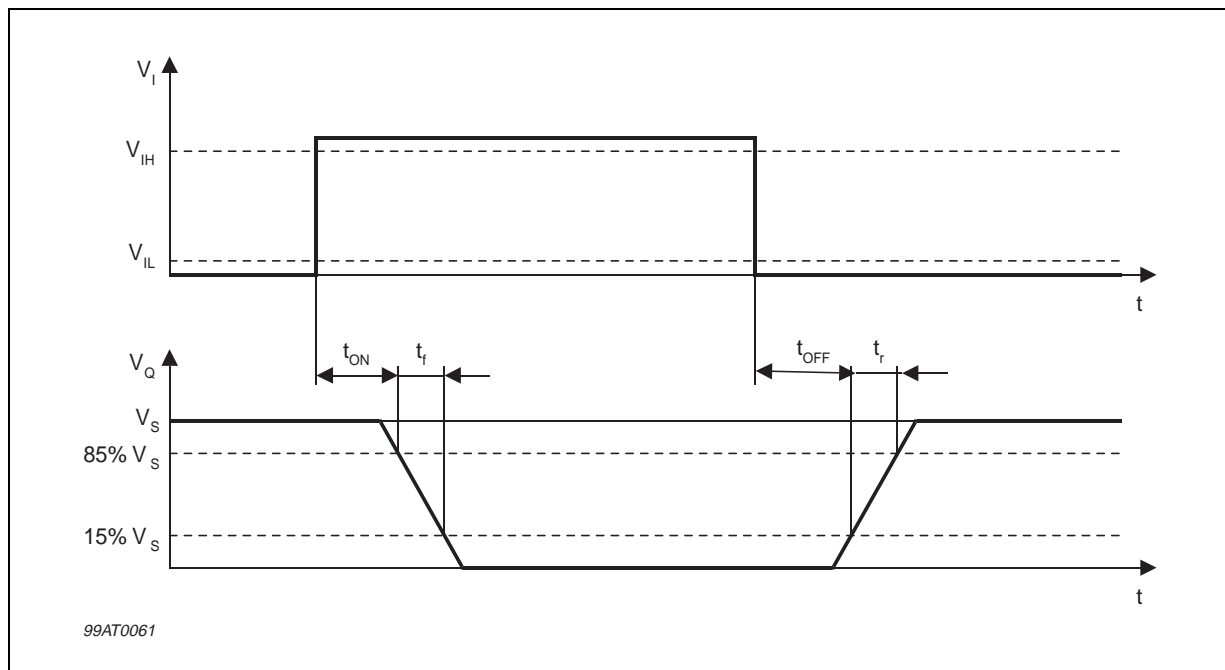 V_I
V_IH
V_IL
t
t_ON t_f t_OFF t_r
V_Q
V_S
85% V_S
15% V_S
t
99AT0061